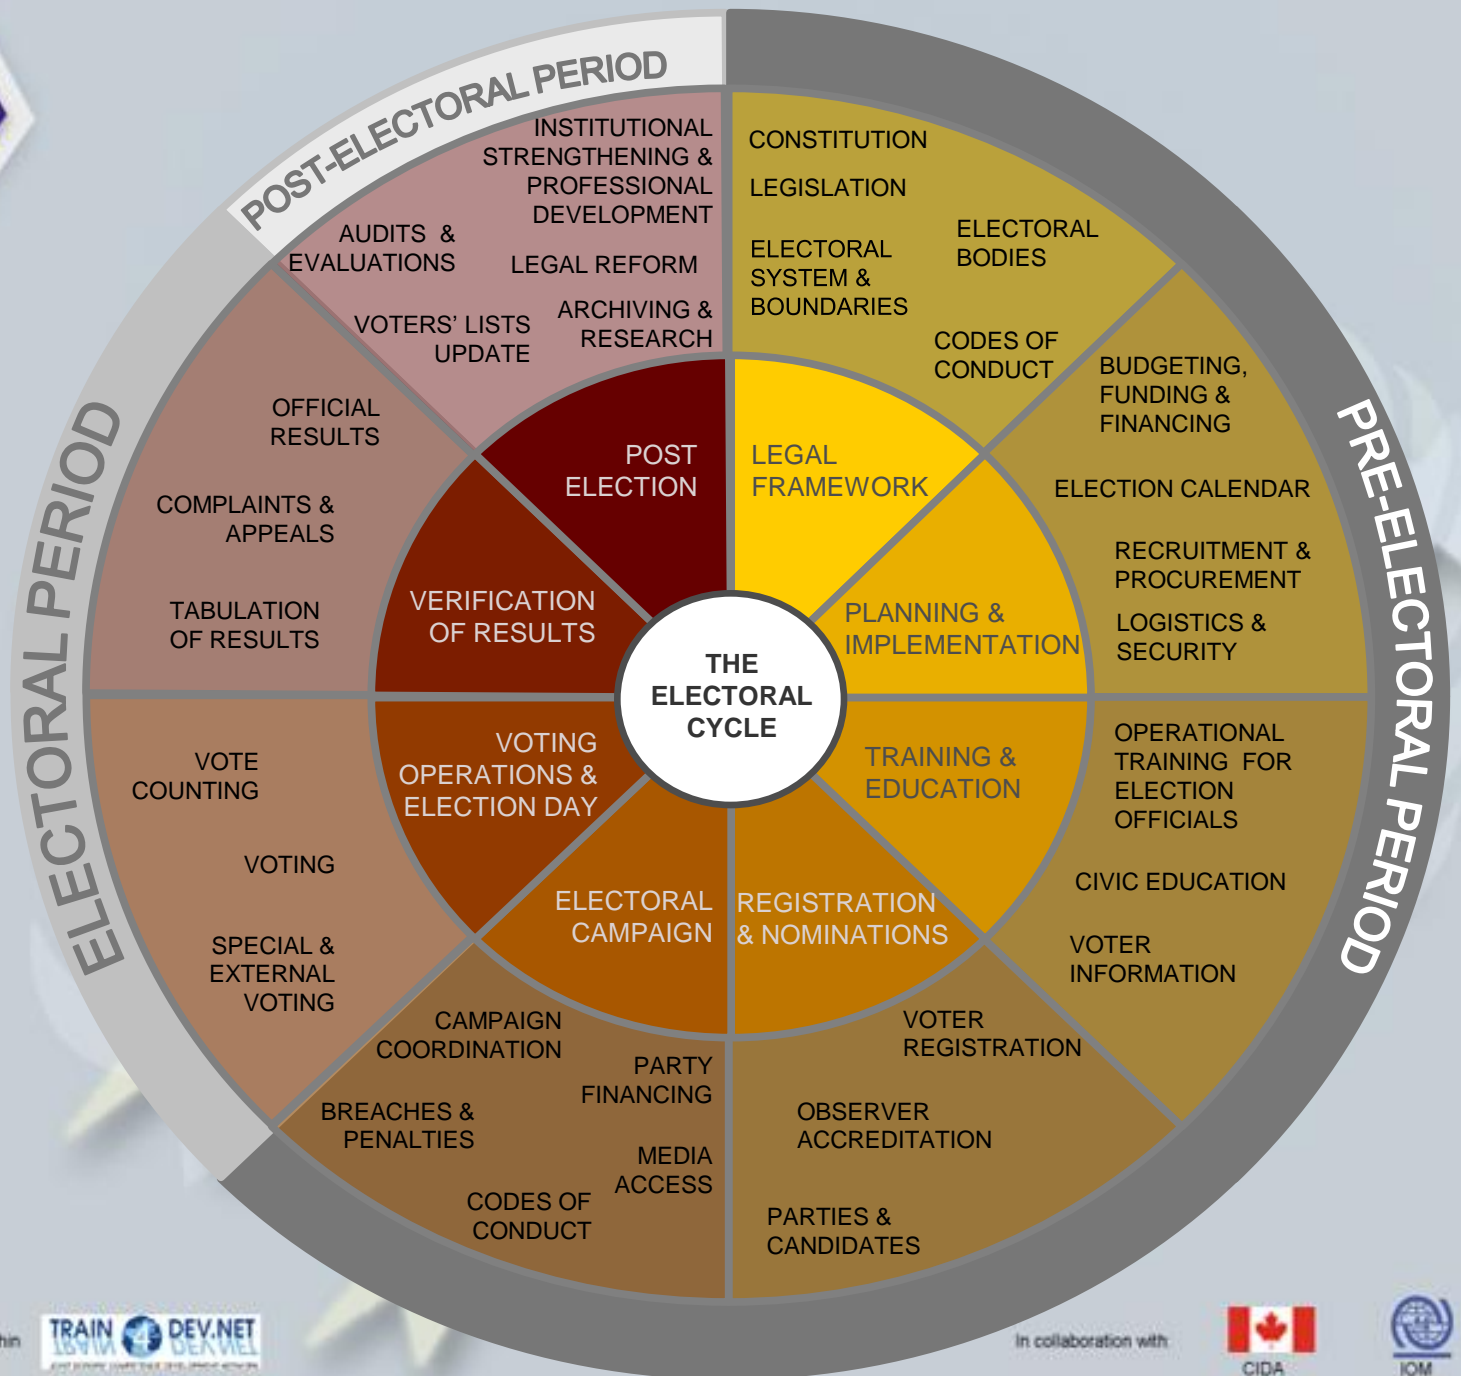 POST-ELECTORAL PERIOD
PRE-ELECTORAL PERIOD
ELECTORAL PERIOD
THE
ELECTORAL
CYCLE
LEGAL
FRAMEWORK
CONSTITUTION
LEGISLATION
ELECTORAL
SYSTEM &
BOUNDARIES
ELECTORAL
BODIES
CODES OF
CONDUCT
PLANNING &
IMPLEMENTATION
BUDGETING,
FUNDING &
FINANCING
ELECTION CALENDAR
RECRUITMENT &
PROCUREMENT
LOGISTICS &
SECURITY
TRAINING &
EDUCATION
OPERATIONAL
TRAINING FOR
ELECTION
OFFICIALS
CIVIC EDUCATION
VOTER
INFORMATION
REGISTRATION
& NOMINATIONS
VOTER
REGISTRATION
OBSERVER
ACCREDITATION
PARTIES &
CANDIDATES
ELECTORAL
CAMPAIGN
CAMPAIGN
COORDINATION
PARTY
FINANCING
BREACHES &
PENALTIES
MEDIA
ACCESS
CODES OF
CONDUCT
VOTING
OPERATIONS &
ELECTION DAY
VOTE
COUNTING
VOTING
SPECIAL &
EXTERNAL
VOTING
VERIFICATION
OF RESULTS
OFFICIAL
RESULTS
COMPLAINTS &
APPEALS
TABULATION
OF RESULTS
POST
ELECTION
INSTITUTIONAL
STRENGTHENING &
PROFESSIONAL
DEVELOPMENT
AUDITS &
EVALUATIONS
LEGAL REFORM
VOTERS' LISTS
UPDATE
ARCHIVING &
RESEARCH
TRAIN 4 DEV.NET
In collaboration with
CIDA
IOM